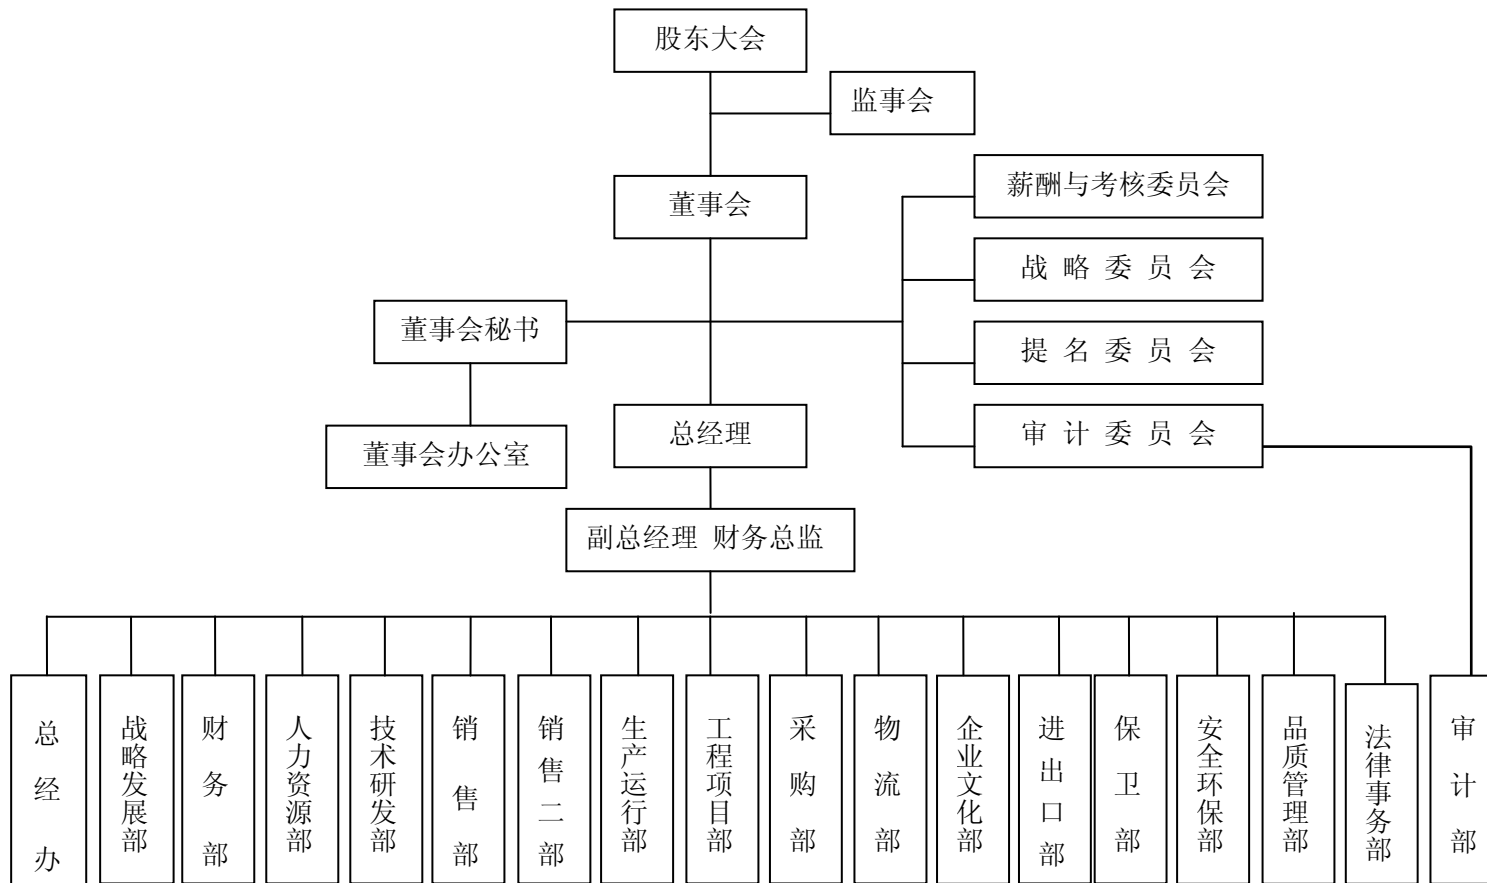 股东大会
监事会
薪酬与考核委员会
董事会
战 略 委 员 会
董事会秘书
提 名 委 员 会
总经理
审 计 委 员 会
董事会办公室
副总经理 财务总监
总经办
战略发展部
财务部
人力资源部
技术研发部
销售部
销售二部
生产运行部
工程项目部
采购部
物流部
企业文化部
进出口部
保卫部
安全环保部
品质管理部
法律事务部
审计部